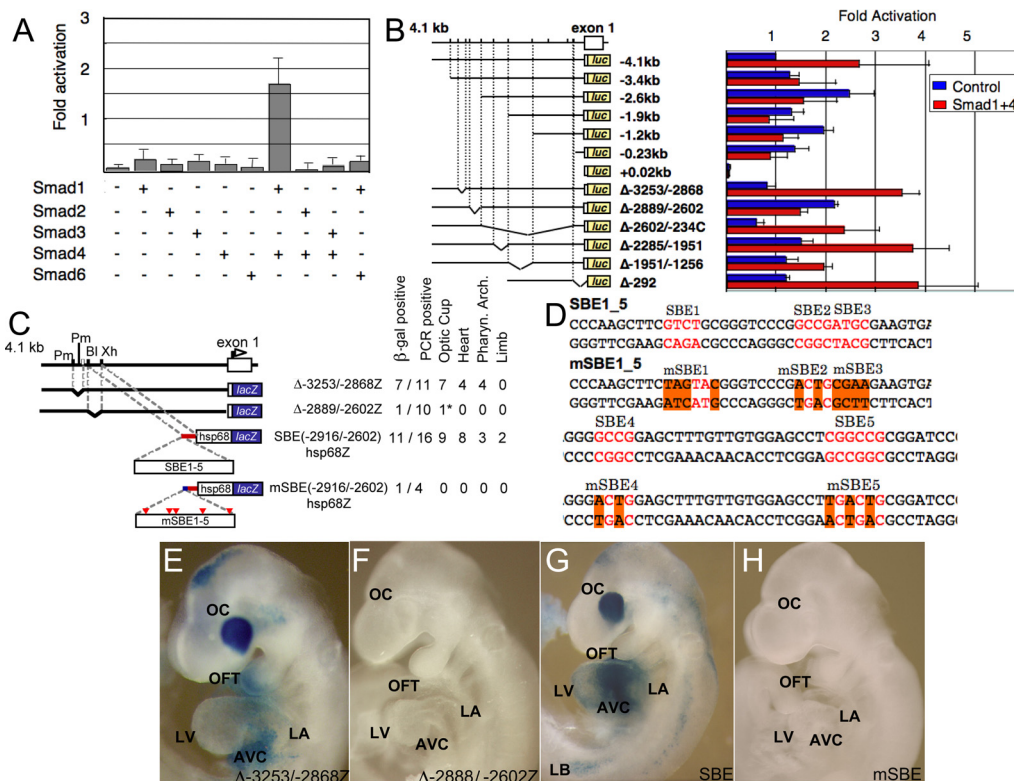 A
Fold activation
3
2
1
Smad1 - + - - - - + - - +
Smad2 - - + - - - - + - -
Smad3 - - - + - - - - + -
Smad4 - - - - + - + + + -
Smad6 - - - - - + - - - +
B
4.1 kb
exon 1
luc -4.1kb
luc -3.4kb
luc -2.6kb
luc -1.9kb
luc -1.2kb
luc -0.23kb
luc +0.02kb
luc Δ-3253/-2868
luc Δ-2889/-2602
luc Δ-2602/-234C
luc Δ-2285/-1951
luc Δ-1951/-1256
luc Δ-292
Fold Activation
1 2 3 4 5
Control
Smad1+4
C
4.1 kb
Pm
Pm
Bl Xh
exon 1
β-gal positive
PCR positive
Optic Cup
Heart
Pharyn. Arch.
Limb
lacZ Δ-3253/-2868Z 7 / 11 7 4 4 0
lacZ Δ-2889/-2602Z 1 / 10 1* 0 0 0
hsp68 lacZ SBE(-2916/-2602) 11 / 16 9 8 3 2
hsp68Z
SBE1-5
hsp68 lacZ mSBE(-2916/-2602) 1 / 4 0 0 0 0
hsp68Z
mSBE1-5
D
SBE1_5
SBE1 SBE2 SBE3
CCCAAGCTTCGTCTGCGGGTCCCGGCCGATGCGAAGTGA
GGGTTCGAAGCAGACGCCCAGGGCCGGCTACGCTTCACT
mSBE1_5
mSBE1 mSBE2 mSBE3
CCCAAGCTTCTAGTACGGGTCCCGACTGCGAAGAAGTGA
GGGTTCGAAGATCATGCCCAGGGCTGACGCTTCTTCACT
SBE4 SBE5
GGGGCCGGAGCTTTGTTGTGGAGCCTCGGCCGCGGATCC
CCCCGGCCTCGAAACAACACCTCGGAGCCGGCGCCTAGG
mSBE4 mSBE5
GGGACTGGAGCTTTGTTGTGGAGCCTTGACTGCGGATCC
CCCTGACCTCGAAACAACACCTCGGAACTGACGCCTAGG
E
OC
OFT
LV
LA
AVC
Δ-3253/-2868Z
F
OC
OFT
LA
LV
AVC
Δ-2888/-2602Z
G
OC
OFT
LV
LA
AVC
LB
SBE
H
OC
OFT
LA
LV
AVC
mSBE